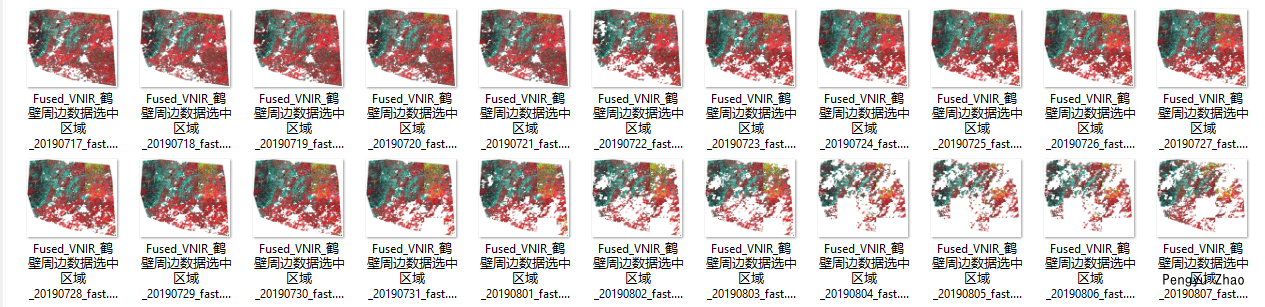 Fused_VNIR_鹤
壁周边数据选中
区域
_20190717_fast....
Fused_VNIR_鹤
壁周边数据选中
区域
_20190718_fast....
Fused_VNIR_鹤
壁周边数据选中
区域
_20190719_fast....
Fused_VNIR_鹤
壁周边数据选中
区域
_20190720_fast....
Fused_VNIR_鹤
壁周边数据选中
区域
_20190721_fast....
Fused_VNIR_鹤
壁周边数据选中
区域
_20190722_fast....
Fused_VNIR_鹤
壁周边数据选中
区域
_20190723_fast....
Fused_VNIR_鹤
壁周边数据选中
区域
_20190724_fast....
Fused_VNIR_鹤
壁周边数据选中
区域
_20190725_fast....
Fused_VNIR_鹤
壁周边数据选中
区域
_20190726_fast....
Fused_VNIR_鹤
壁周边数据选中
区域
_20190727_fast....
Fused_VNIR_鹤
壁周边数据选中
区域
_20190728_fast....
Fused_VNIR_鹤
壁周边数据选中
区域
_20190729_fast....
Fused_VNIR_鹤
壁周边数据选中
区域
_20190730_fast....
Fused_VNIR_鹤
壁周边数据选中
区域
_20190731_fast....
Fused_VNIR_鹤
壁周边数据选中
区域
_20190801_fast....
Fused_VNIR_鹤
壁周边数据选中
区域
_20190802_fast....
Fused_VNIR_鹤
壁周边数据选中
区域
_20190803_fast....
Fused_VNIR_鹤
壁周边数据选中
区域
_20190804_fast....
Fused_VNIR_鹤
壁周边数据选中
区域
_20190805_fast....
Fused_VNIR_鹤
壁周边数据选中
区域
_20190806_fast....
Fused_VNIR_鹤
壁周边数据选中
区域
_20190807_fast....
Pengyu Zhao